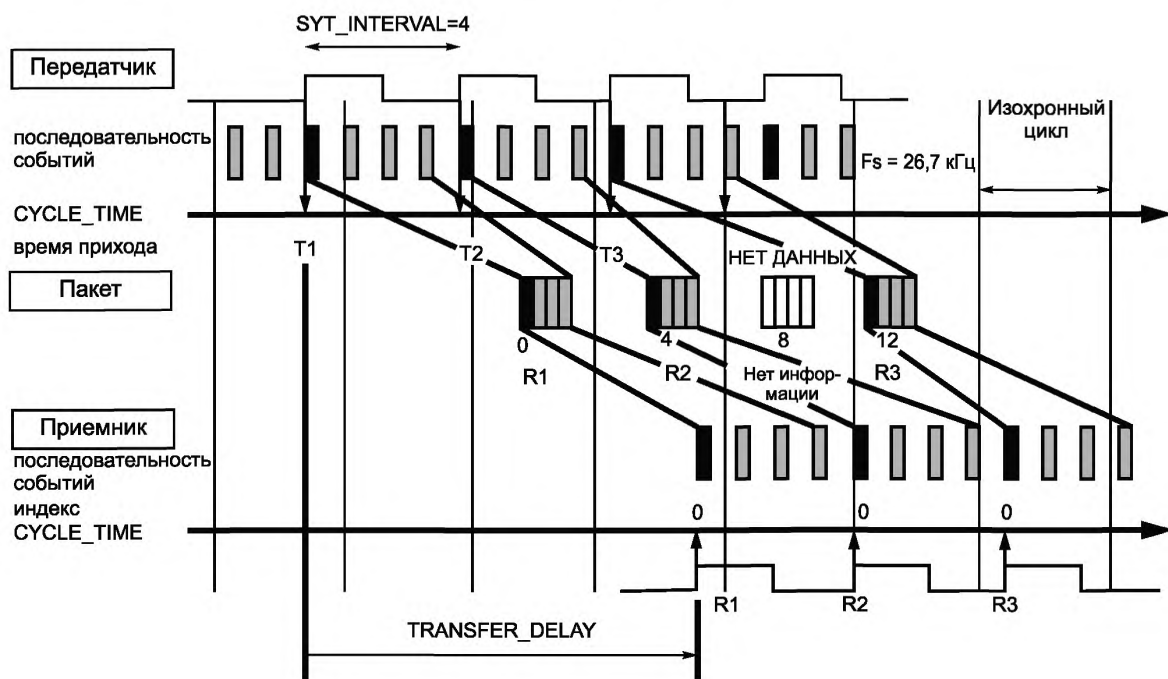 SYT_INTERVAL=4
Передатчик
последовательность
событий
Изохронный
цикл
Fs = 26,7 кГц
CYCLE_TIME
время прихода
T1
T2
T3
НЕТ ДАННЫХ
Пакет
0
4
8
12
R1
R2
Нет инфор-
мации
R3
Приемник
последовательность
событий
индекс
0
0
0
CYCLE_TIME
R1
R2
R3
TRANSFER_DELAY